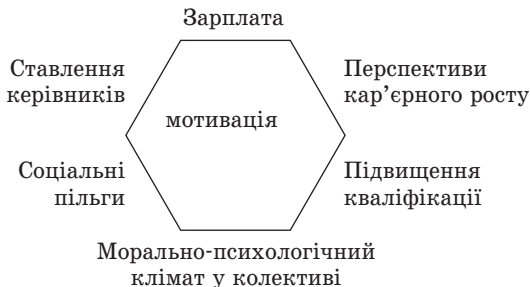 Зарплата
Ставлення
керівників
Перспективи
кар’єрного росту
мотивація
Соціальні
пільги
Підвищення
кваліфікації
Морально-психологічний
клімат у колективі